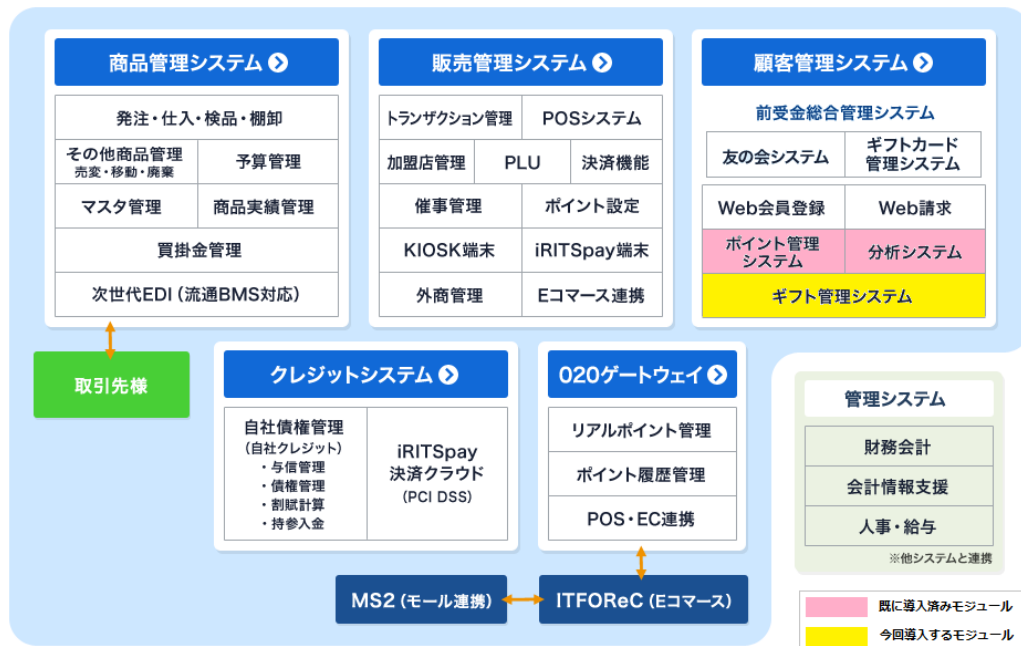 商品管理システム
発注・仕入・検品・棚卸
その他商品管理
売変・移動・廃棄
予算管理
マスタ管理
商品実績管理
買掛金管理
次世代EDI（流通BMS対応）
取引先様
販売管理システム
トランザクション管理
POSシステム
加盟店管理
PLU
決済機能
催事管理
ポイント設定
KIOSK端末
iRITSpay端末
外商管理
Eコマース連携
顧客管理システム
前受金総合管理システム
友の会システム
ギフトカード
管理システム
Web会員登録
Web請求
ポイント管理
システム
分析システム
ギフト管理システム
クレジットシステム
自社債権管理
（自社クレジット）
・与信管理
・債権管理
・割賦計算
・持参入金
iRITSpay
決済クラウド
（PCI DSS）
O2Oゲートウェイ
リアルポイント管理
ポイント履歴管理
POS・EC連携
MS2（モール連携）
ITFOReC（Eコマース）
管理システム
財務会計
会計情報支援
人事・給与
※他システムと連携
既に導入済みモジュール
今回導入するモジュール